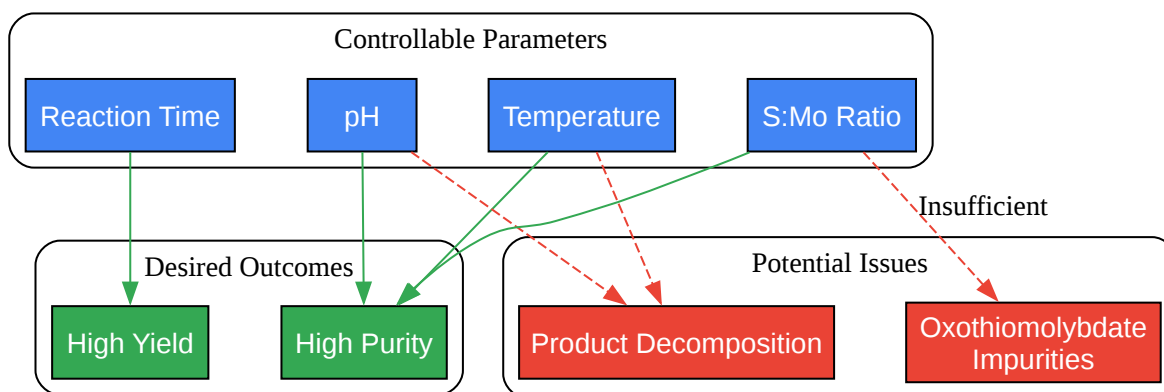 Controllable Parameters
Reaction Time
pH
Temperature
S:Mo Ratio
Insufficient
Desired Outcomes
Potential Issues
High Yield
High Purity
Product Decomposition
Oxothiomolybdate
Impurities